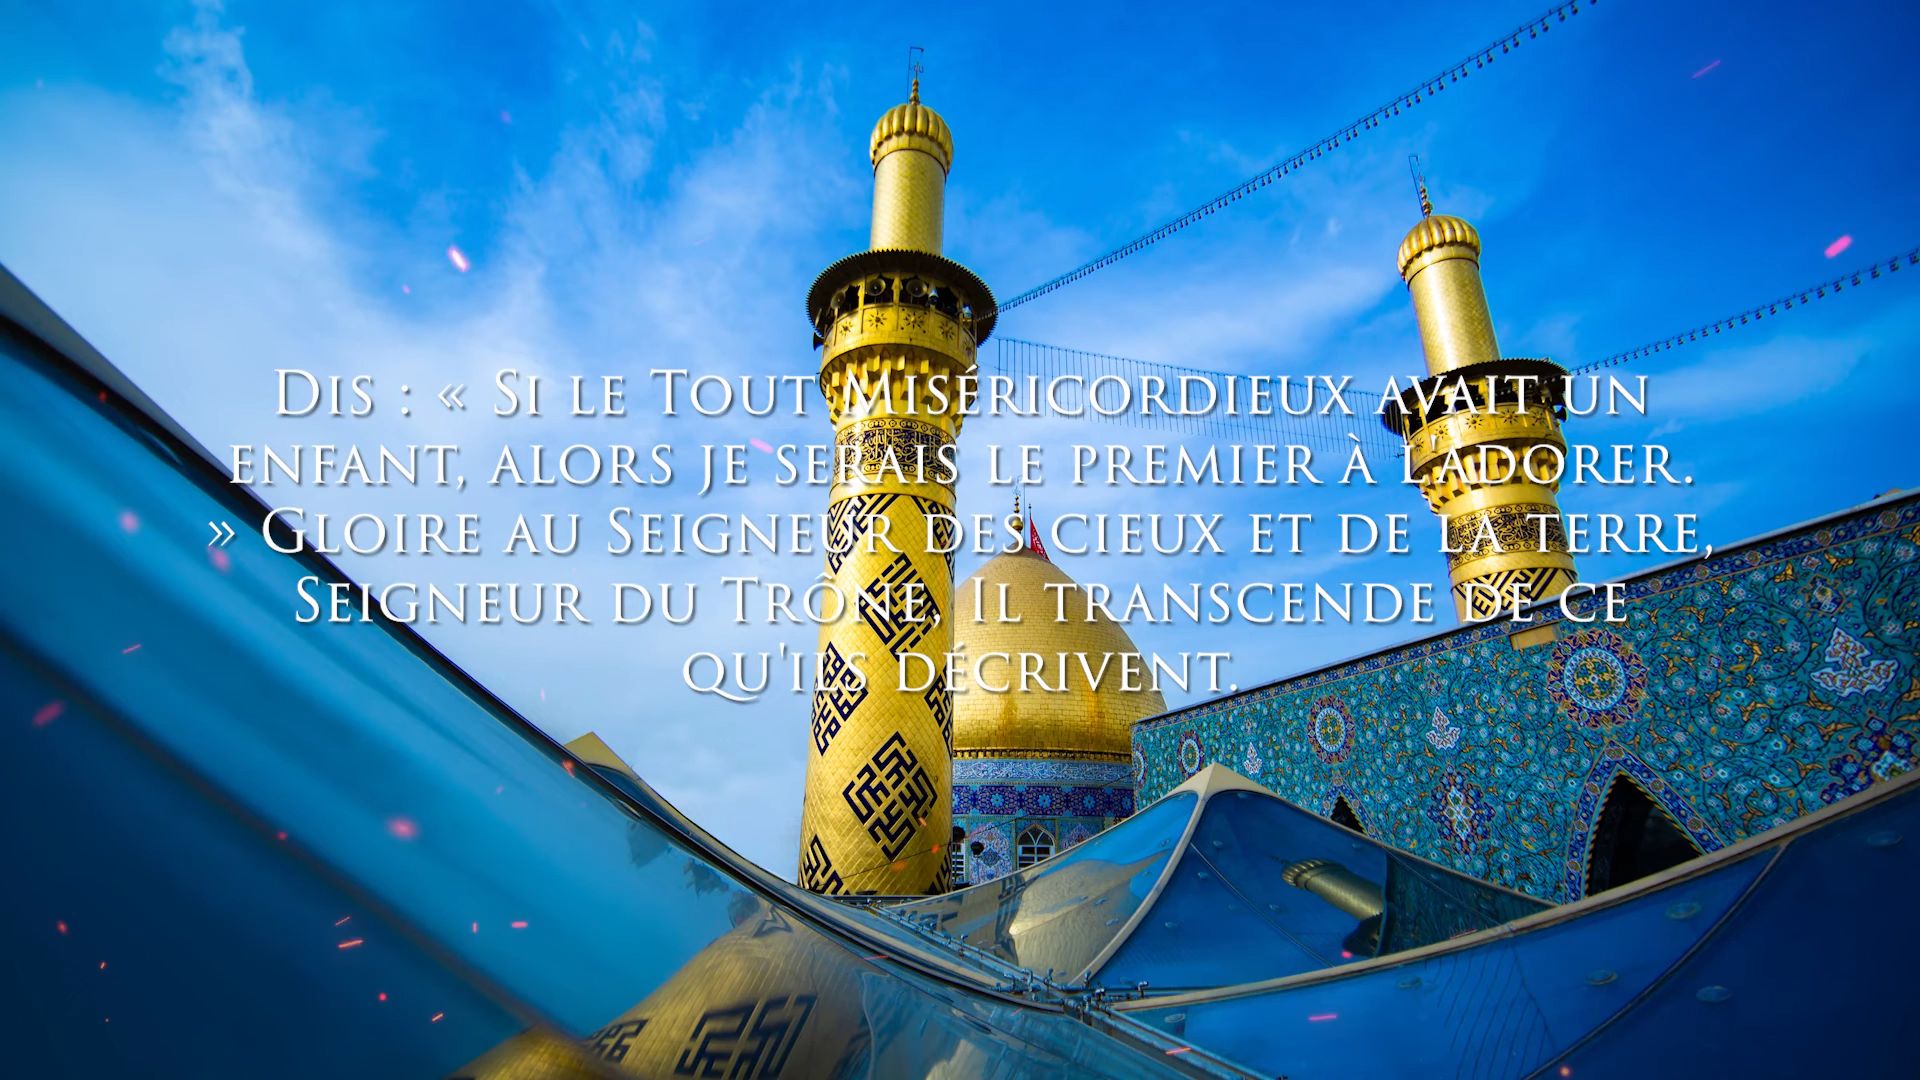 Dis : « Si le Tout Miséricordieux avait un
enfant, alors je serais le premier à l'adorer.
» Gloire au Seigneur des cieux et de la terre,
Seigneur du Trône, Il transcende de ce
qu'ils décrivent.